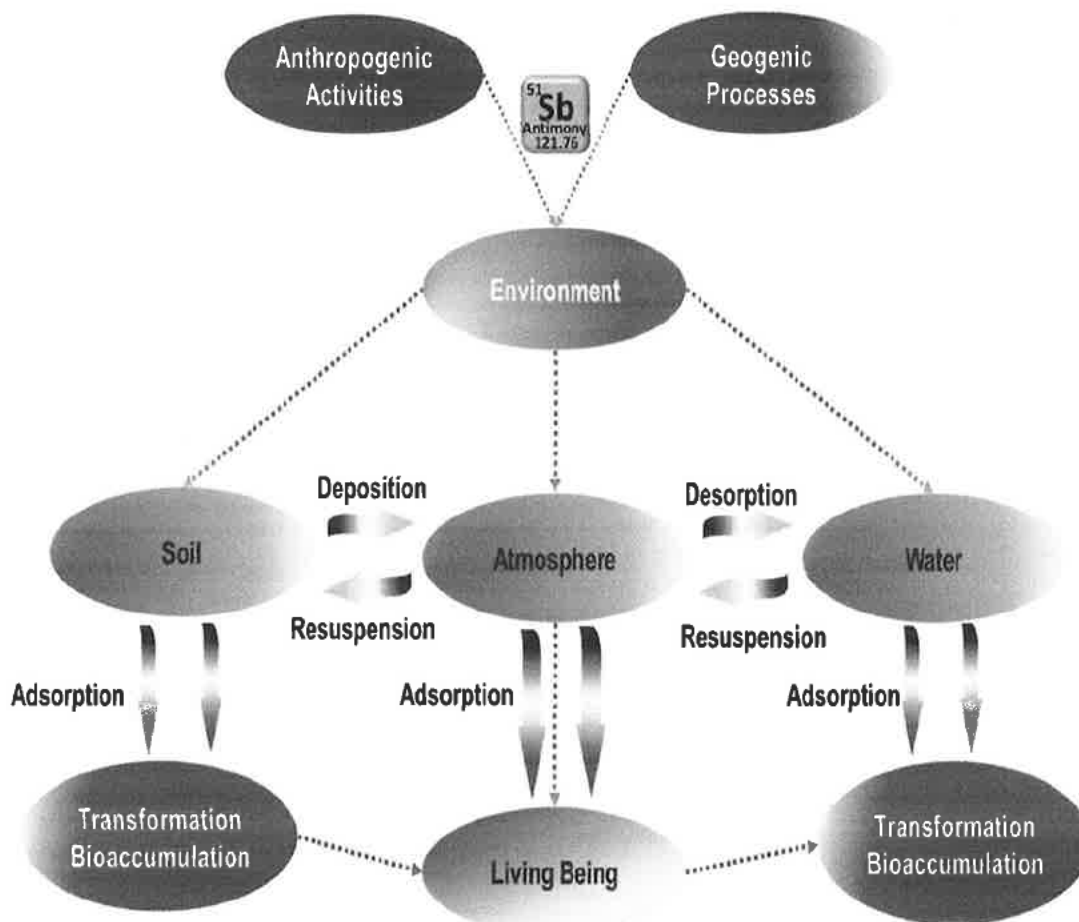 Anthropogenic
Activities
Geogenic
Processes
51
Sb
Antimony
121.76
Environment
Deposition
Desorption
Soil
Atmosphere
Water
Resuspension
Resuspension
Adsorption
Adsorption
Adsorption
Transformation
Bioaccumulation
Living Being
Transformation
Bioaccumulation